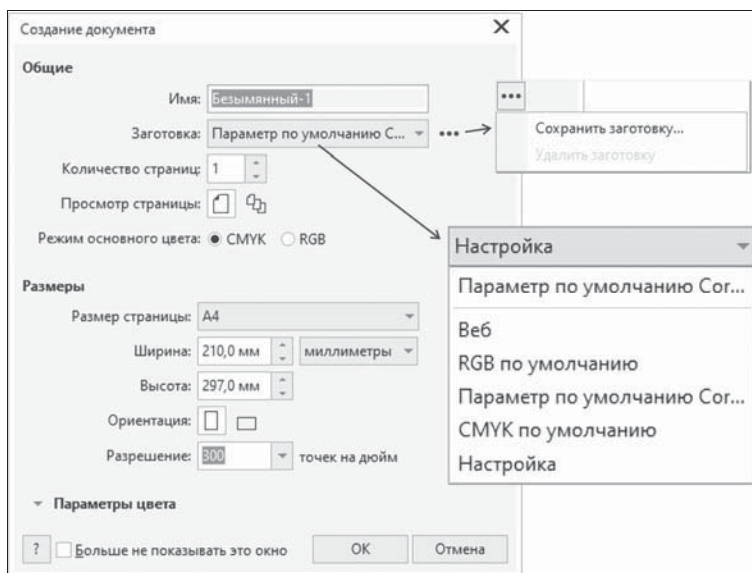 Создание документа
Общие
Имя: Безымянный-1
Заготовка: Параметр по умолчанию C...
Количество страниц: 1
Просмотр страницы:
Режим основного цвета: CMYK RGB
Размеры
Размер страницы: A4
Ширина: 210,0 мм миллиметры
Высота: 297,0 мм
Ориентация:
Разрешение: 300 точек на дюйм
Параметры цвета
? Больше не показывать это окно OK Отмена
Сохранить заготовку...
Удалить заготовку
Настройка
Параметр по умолчанию Cor...
Веб
RGB по умолчанию
Параметр по умолчанию Cor...
CMYK по умолчанию
Настройка